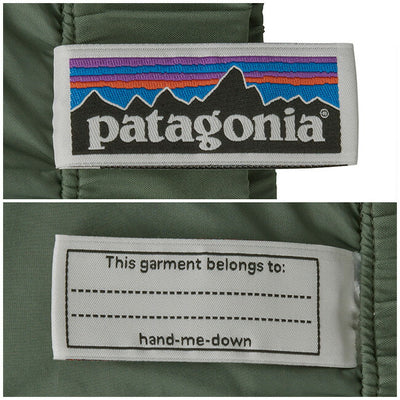 patagonia®
This garment belongs to:
hand-me-down